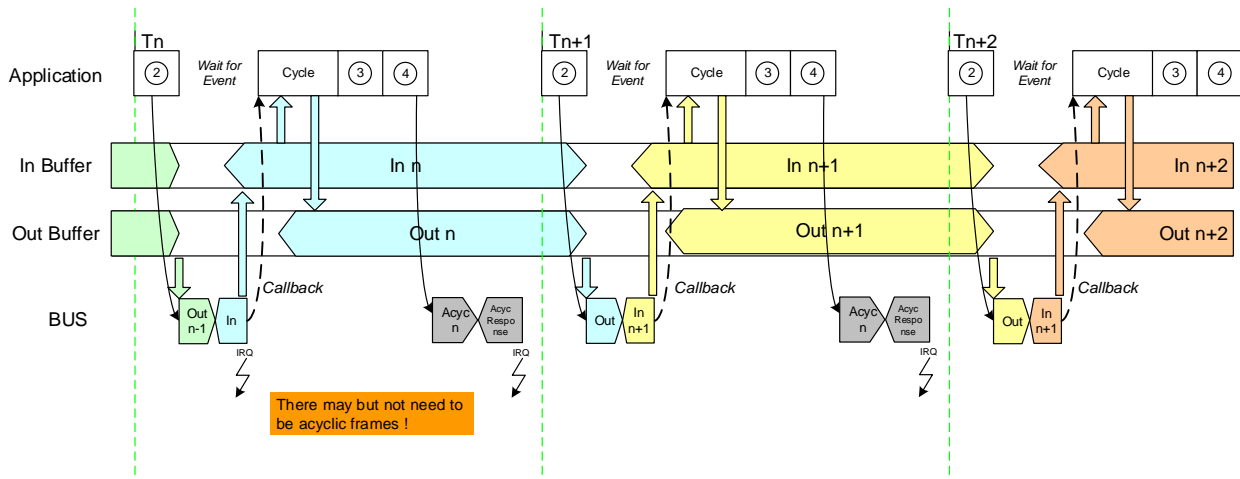 Tn
Tn+1
Tn+2
Application
2
Wait for
Event
Cycle
3
4
2
Wait for
Event
Cycle
3
4
2
Wait for
Event
Cycle
3
4
In Buffer
In n
In n+1
In n+2
Out Buffer
Out n
Out n+1
Out n+2
Callback
Callback
Callback
BUS
Out
n-1
In
Acyc
n
Acyc
Respo
nse
Out
In
n+1
Acyc
n
Acyc
Respo
nse
Out
In
n+1
IRQ
IRQ
IRQ
There may but not need to
be acyclic frames !